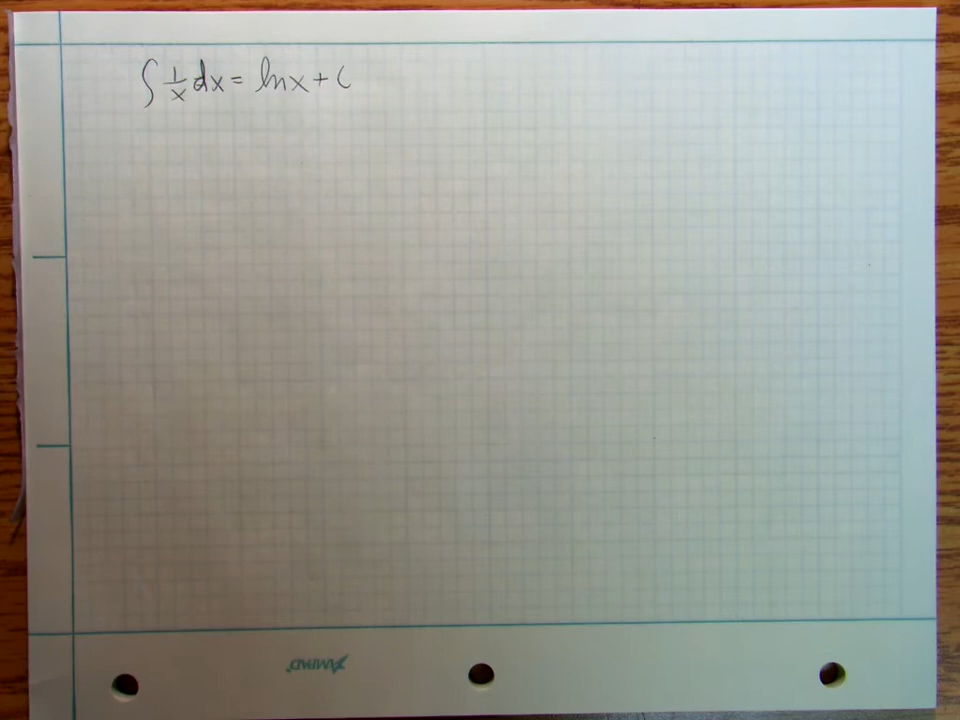 ∫ 1/x dx = ln x + C
AMPAD